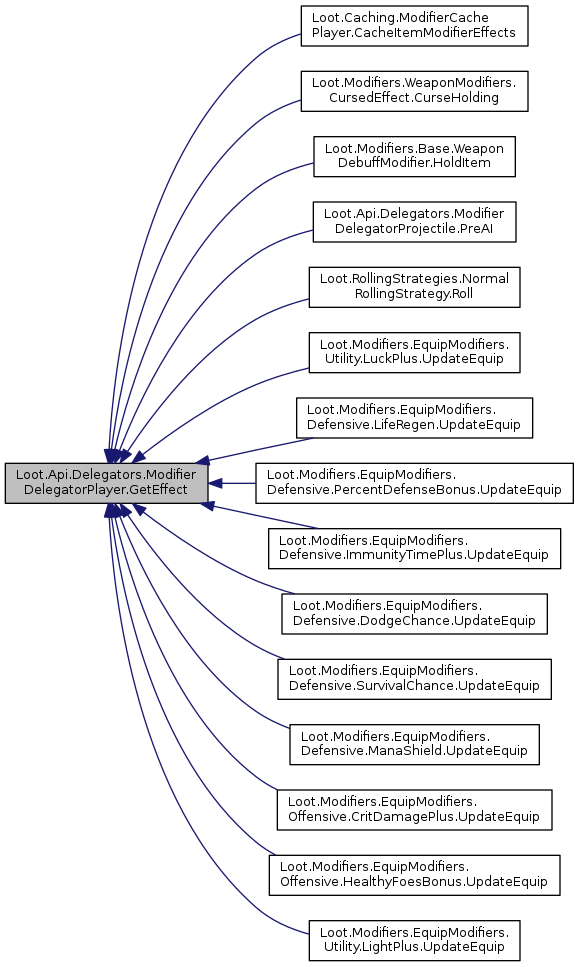 Loot.Caching.ModifierCache
Player.CacheItemModifierEffects
Loot.Modifiers.WeaponModifiers.
CursedEffect.CurseHolding
Loot.Modifiers.Base.Weapon
DebuffModifier.HoldItem
Loot.Api.Delegators.Modifier
DelegatorProjectile.PreAI
Loot.RollingStrategies.Normal
RollingStrategy.Roll
Loot.Modifiers.EquipModifiers.
Utility.LuckPlus.UpdateEquip
Loot.Modifiers.EquipModifiers.
Defensive.LifeRegen.UpdateEquip
Loot.Api.Delegators.Modifier
DelegatorPlayer.GetEffect
Loot.Modifiers.EquipModifiers.
Defensive.PercentDefenseBonus.UpdateEquip
Loot.Modifiers.EquipModifiers.
Defensive.ImmunityTimePlus.UpdateEquip
Loot.Modifiers.EquipModifiers.
Defensive.DodgeChance.UpdateEquip
Loot.Modifiers.EquipModifiers.
Defensive.SurvivalChance.UpdateEquip
Loot.Modifiers.EquipModifiers.
Defensive.ManaShield.UpdateEquip
Loot.Modifiers.EquipModifiers.
Offensive.CritDamagePlus.UpdateEquip
Loot.Modifiers.EquipModifiers.
Offensive.HealthyFoesBonus.UpdateEquip
Loot.Modifiers.EquipModifiers.
Utility.LightPlus.UpdateEquip